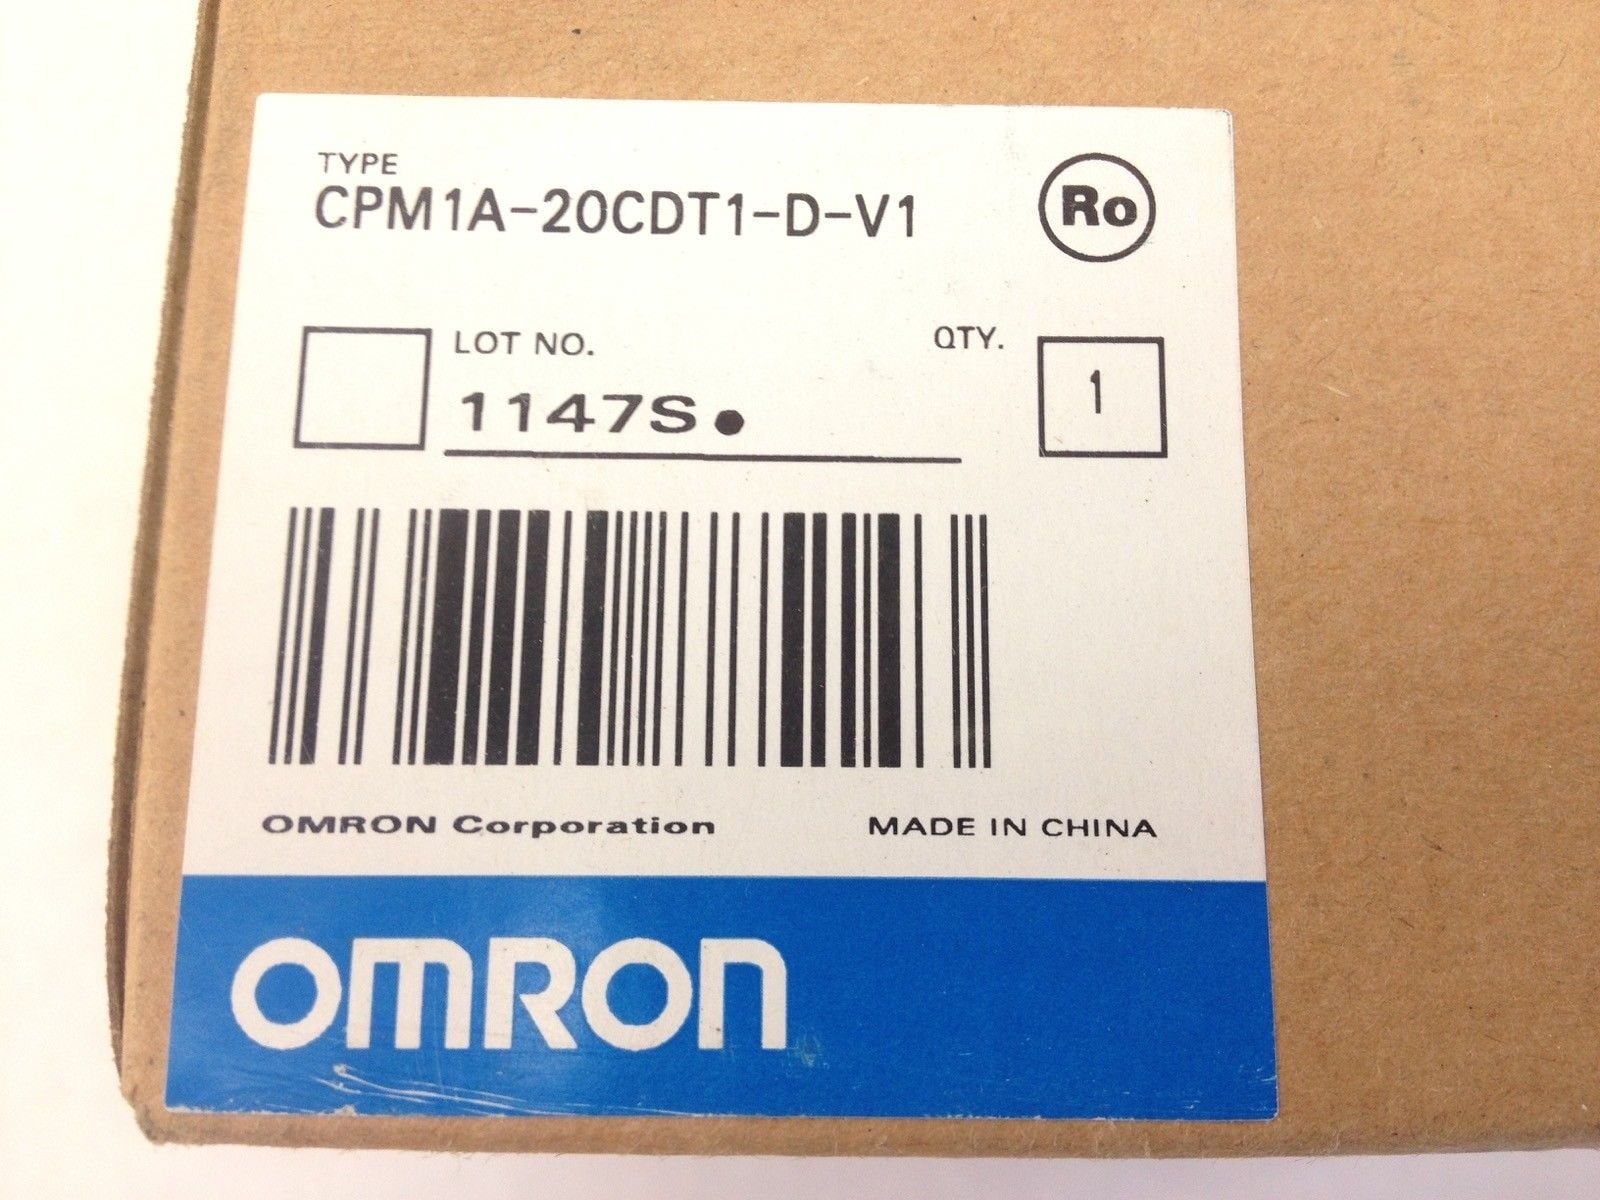 TYPE
CPM1A-20CDT1-D-V1
Ro
LOT NO.
1147S●
QTY.
1
OMRON Corporation
MADE IN CHINA
OMRON